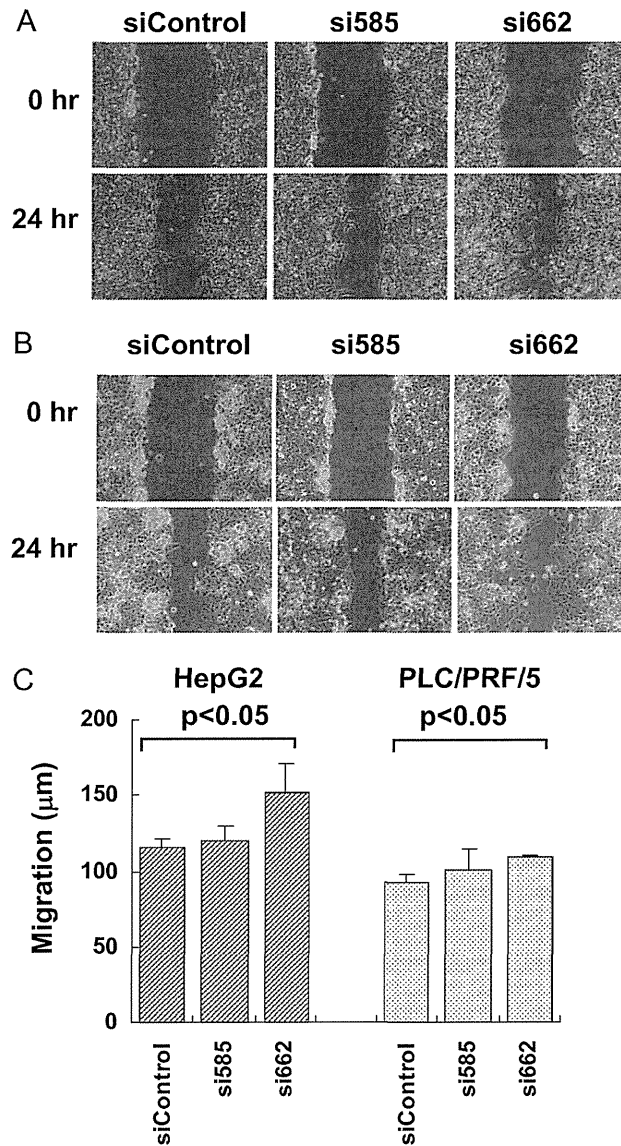 A
siControl si585 si662
0 hr
24 hr
B
siControl si585 si662
0 hr
24 hr
C
HepG2 PLC/PRF/5
p<0.05 p<0.05
200
150
100
50
0
Migration (μm)
siControl si585 si662 siControl si585 si662